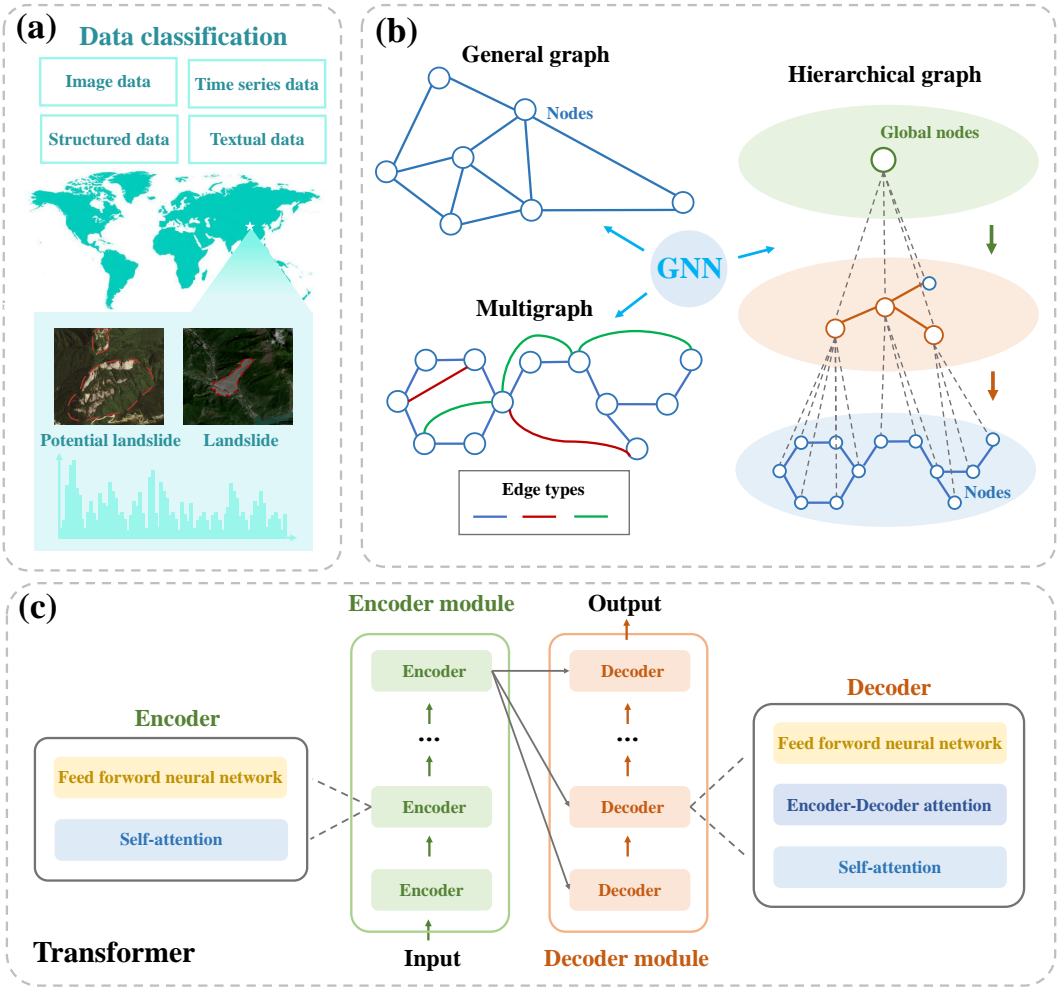 (a)
Data classification
Image data
Time series data
Structured data
Textual data
Potential landslide
Landslide
(b)
General graph
Nodes
Hierarchical graph
Global nodes
GNN
Multigraph
Edge types
Nodes
(c)
Encoder module
Output
Encoder
Feed forword neural network
Self-attention
Encoder
...
Encoder
Encoder
Input
Decoder
...
Decoder
Decoder
Decoder module
Decoder
Feed forword neural network
Encoder-Decoder attention
Self-attention
Transformer